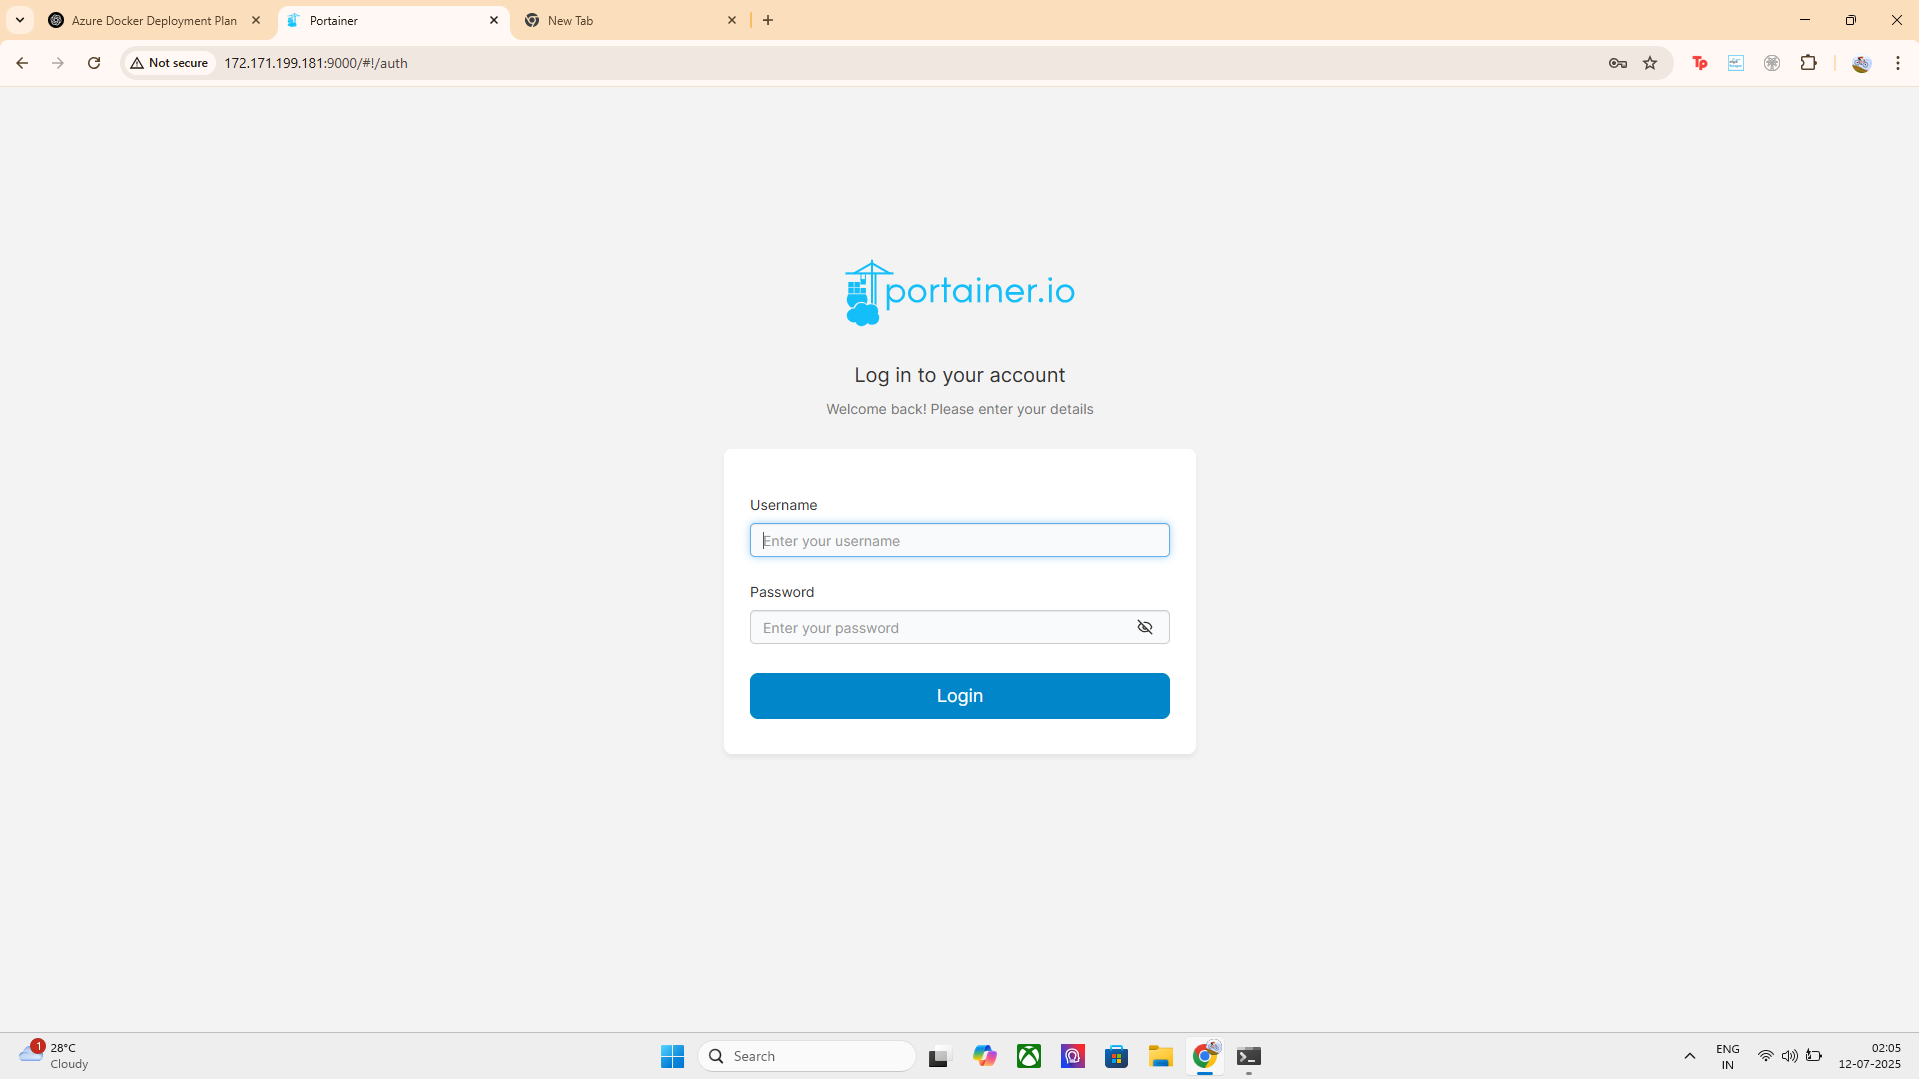 Azure Docker Deployment Plan
Portainer
New Tab
Not secure
172.171.199.181:9000/#!/auth
Tp
portainer.io
Log in to your account
Welcome back! Please enter your details
Username
Enter your username
Password
Enter your password
Login
1
28°C
Cloudy
Search
ENG
IN
02:05
12-07-2025